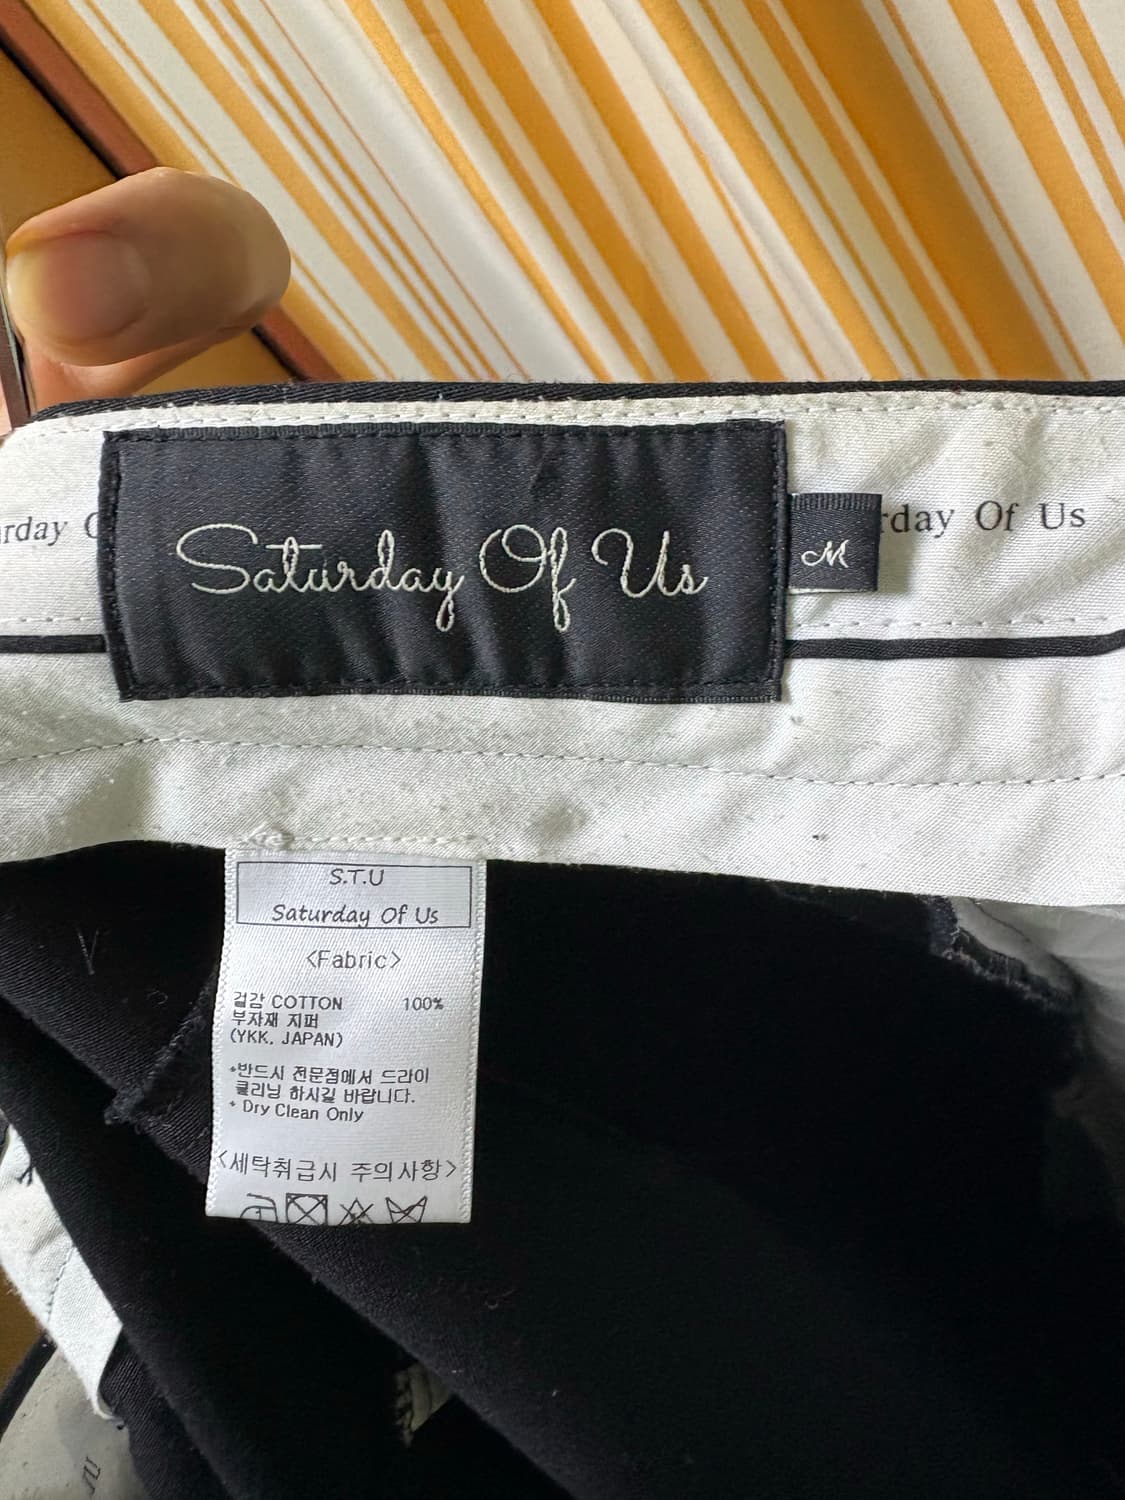 rday Of Us
Saturday Of Us
M
S.T.U
Saturday Of Us
<Fabric>
겉감 COTTON 100%
부자재 지퍼
(YKK. JAPAN)
*반드시 전문점에서 드라이
클리닝 하시길 바랍니다.
* Dry Clean Only
<세탁취급시 주의사항>